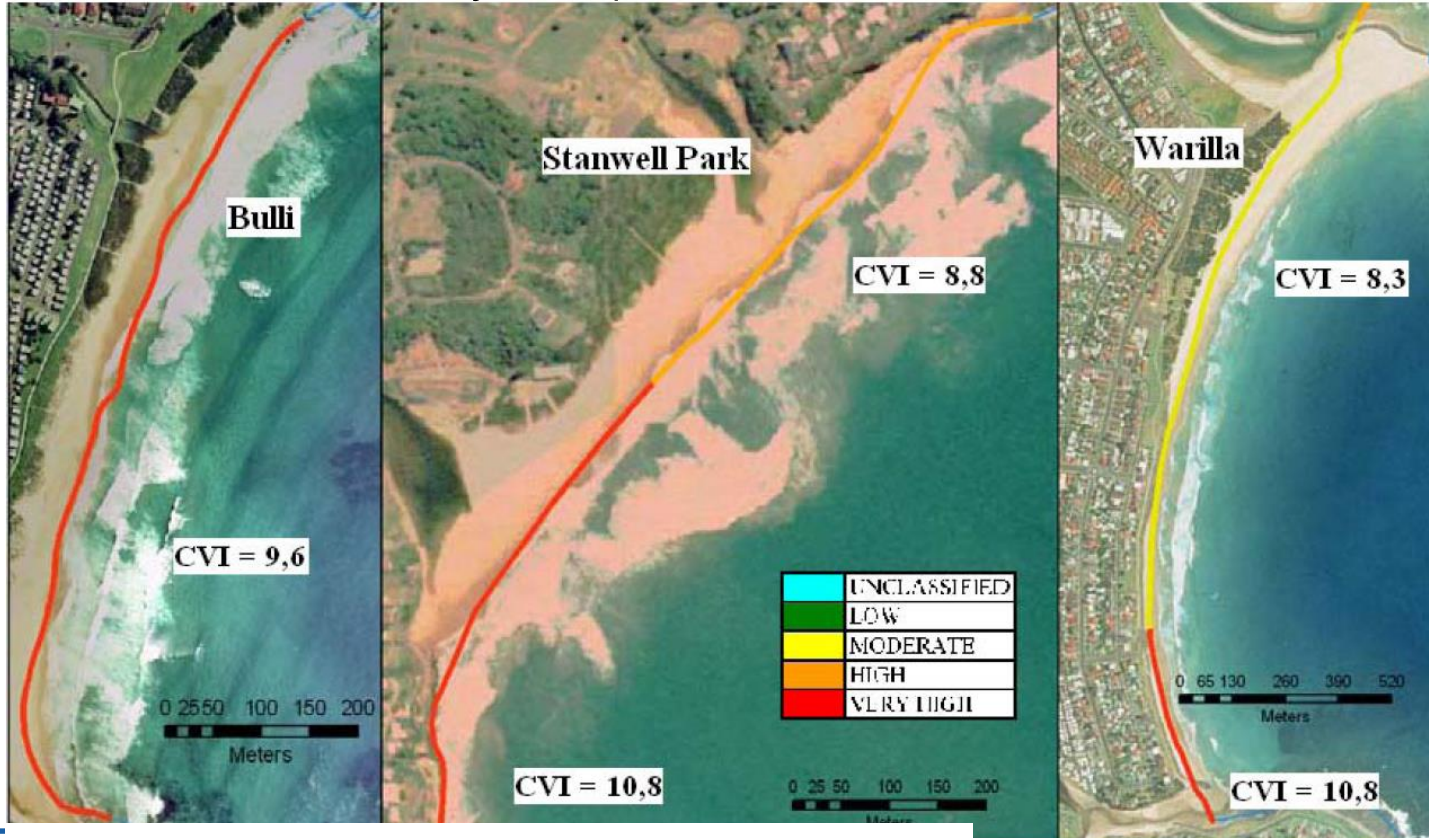 Bulli
CVI = 9,6
0 25 50 100 150 200
Meters
Stanwell Park
CVI = 8,8
UNCLASSIFIED
LOW
MODERATE
HIGH
VERY HIGH
CVI = 10,8
0 25 50 100 150 200
Meters
Warilla
CVI = 8,3
0 65 130 260 390 520
Meters
CVI = 10,8